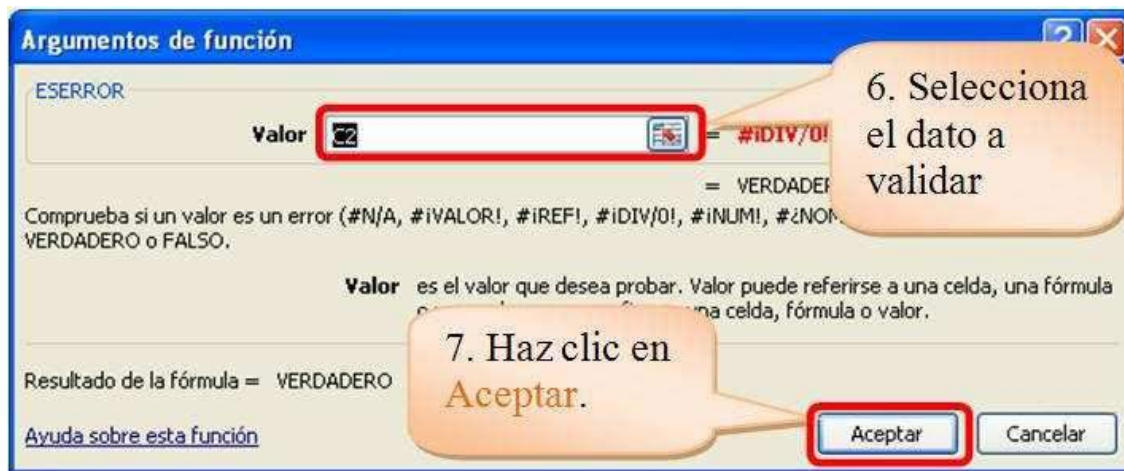 Argumentos de función
ESERROR
Valor C2 = #¡DIV/0!
6. Selecciona
el dato a
validar
=
Comprueba si un valor es un error (#N/A, #¡VALOR!, #¡REF!, #¡DIV/0!, #¡NUM!,
VERDADERO o FALSO.
Valor es el valor que desea probar. Valor puede referirse a una celda, una fórmula
celda, fórmula o valor.
7. Haz clic en
Aceptar.
Resultado de la fórmula = VERDADERO
Ayuda sobre esta función
Aceptar
Cancelar